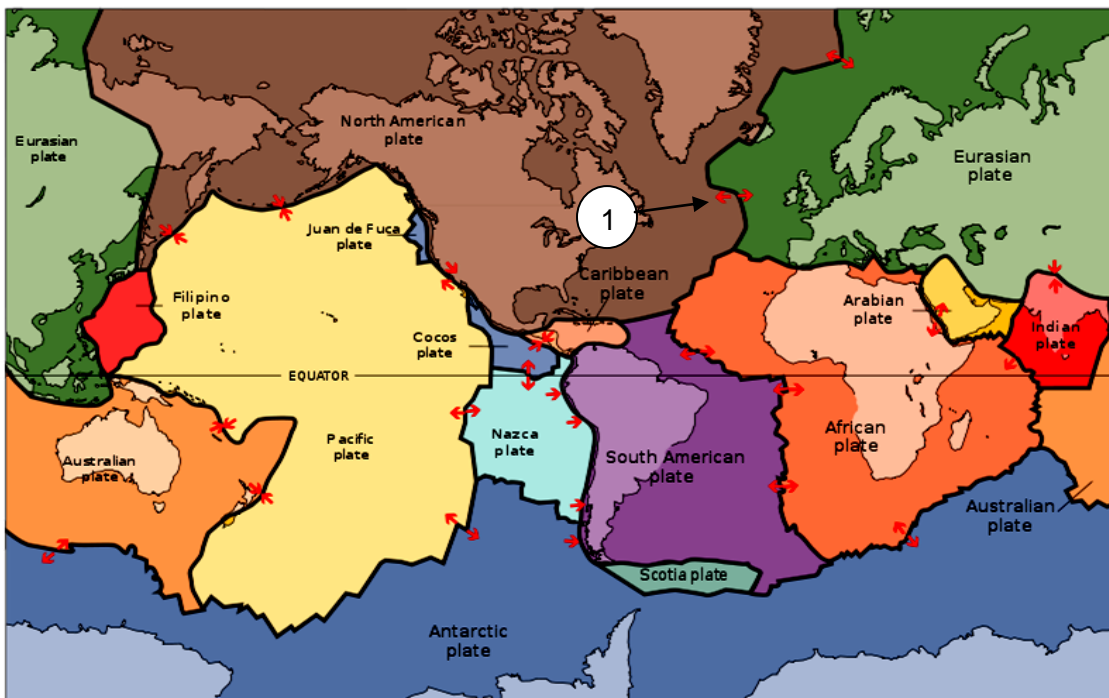 North American
plate
Eurasian
plate
Eurasian
plate
1
Juan de Fuca
plate
Caribbean
plate
Filipino
plate
Arabian
plate
Indian
plate
Cocos
plate
EQUATOR
Pacific
plate
Nazca
plate
African
plate
Australian
plate
South American
plate
Australian
plate
Scotia plate
Antarctic
plate